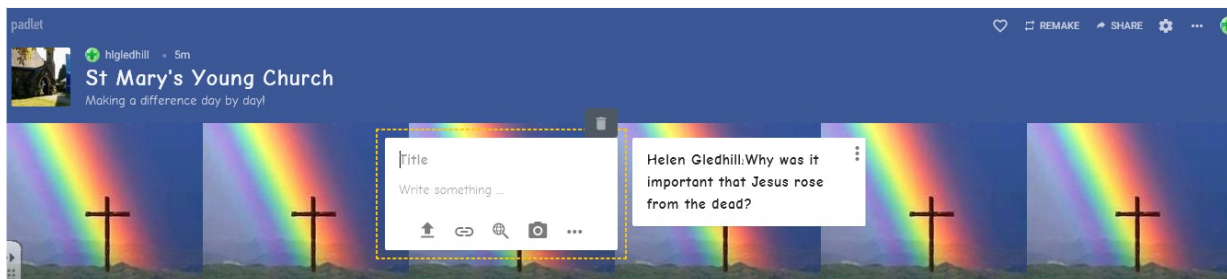 padlet
REMAKE SHARE
hlgledhill • 5m
St Mary's Young Church
Making a difference day by day!
Title
Write something ...
Helen Gledhill:Why was it
important that Jesus rose
from the dead?